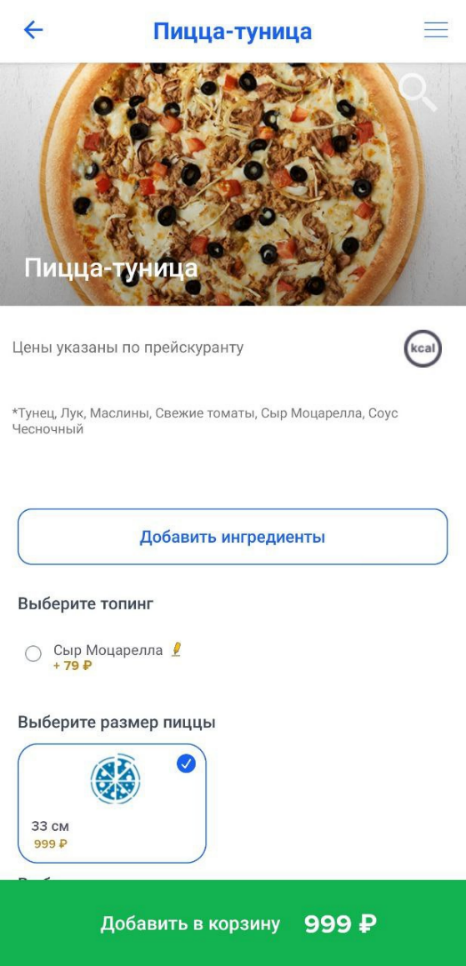 Пицца-туница
Пицца-туница
Цены указаны по прейскуранту
kcal
*Тунец, Лук, Маслины, Свежие томаты, Сыр Моцарелла, Соус
Чесночный
Добавить ингредиенты
Выберите топинг
Сыр Моцарелла
+ 79 ₽
Выберите размер пиццы
33 см
999 ₽
Добавить в корзину 999 ₽